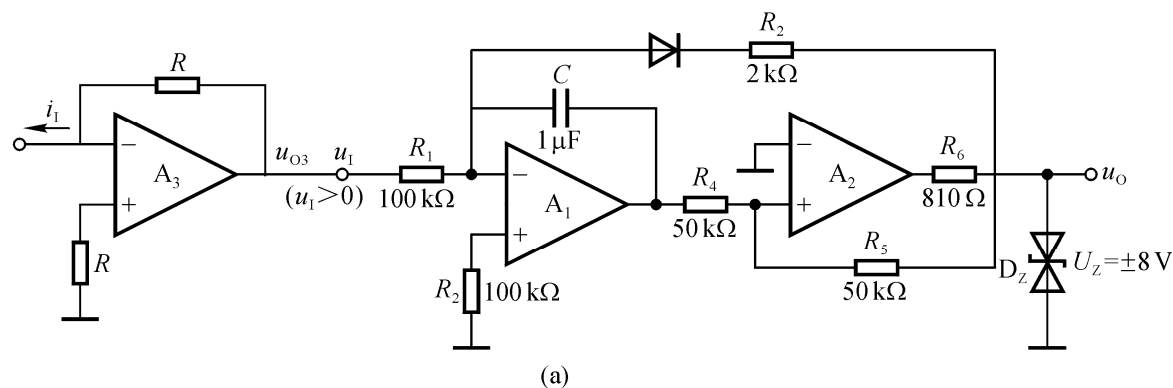 R₂
2 kΩ
R
C
1 μF
i_I
−
A₃
+
u_O3
u_I
(u_I>0)
R₁
100 kΩ
−
A₁
+
R₄
50 kΩ
−
A₂
+
R₆
810 Ω
u_O
R
R₂
100 kΩ
R₅
50 kΩ
D_Z
U_Z=±8 V
(a)